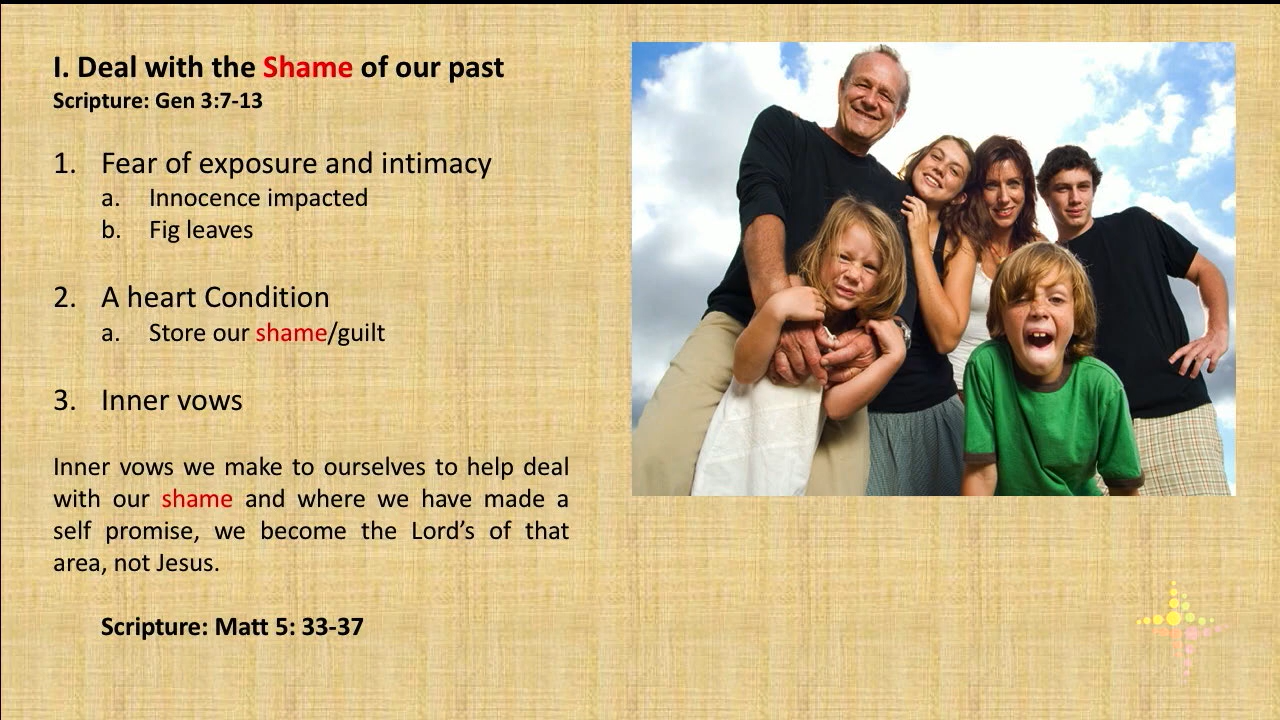 I. Deal with the Shame of our past
Scripture: Gen 3:7-13
1. Fear of exposure and intimacy
a. Innocence impacted
b. Fig leaves
2. A heart Condition
a. Store our shame/guilt
3. Inner vows
Inner vows we make to ourselves to help deal
with our shame and where we have made a
self promise, we become the Lord’s of that
area, not Jesus.
Scripture: Matt 5: 33-37